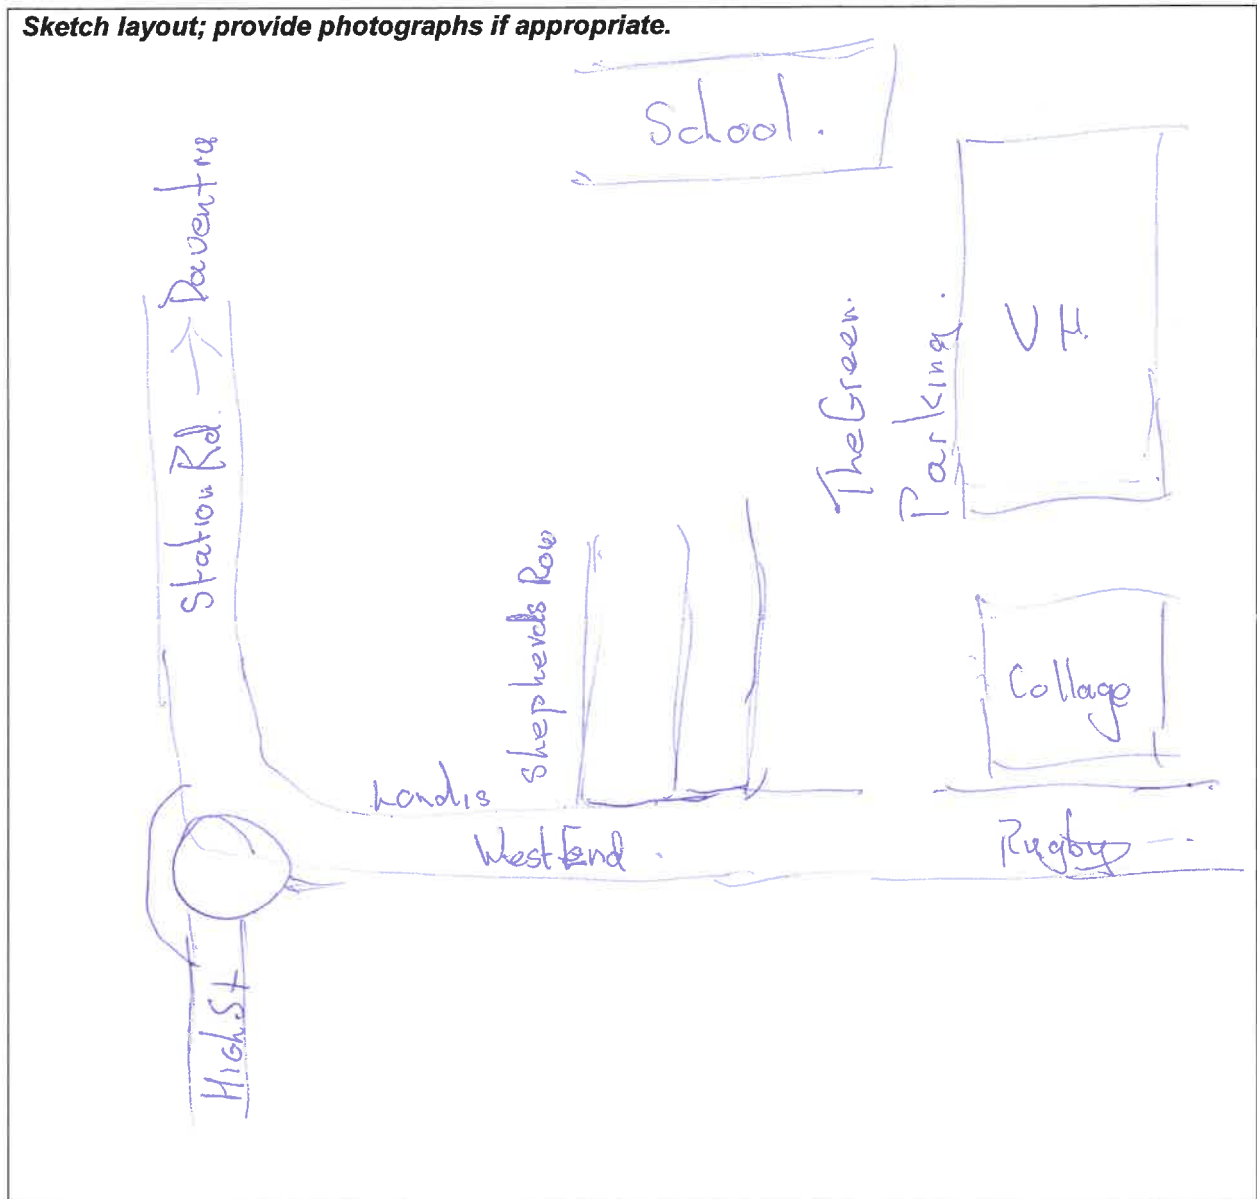 Sketch layout; provide photographs if appropriate.
School.
Station Rd. → Daventry
The Green.
Parking.
V H.
Shepherds Row
Collage
Londis
West End.
Rugby
High St